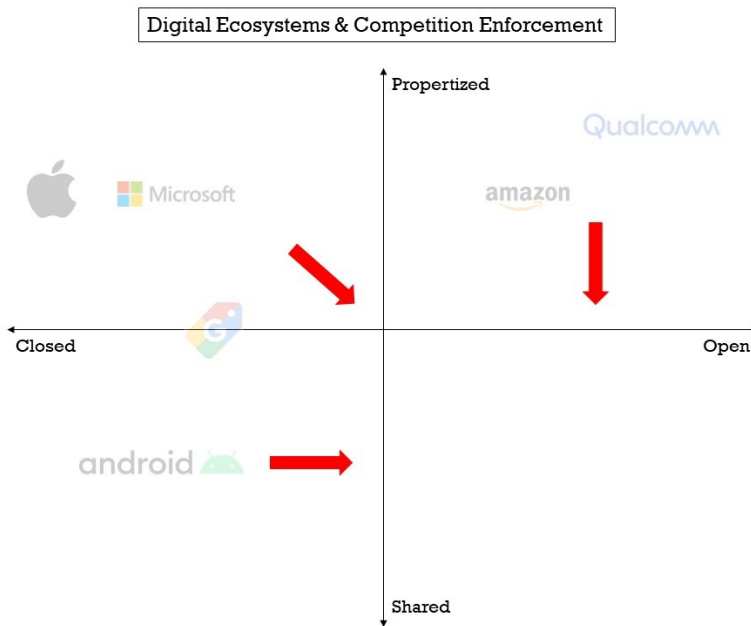 Digital Ecosystems & Competition Enforcement
Propertized
Qualcomm
Microsoft
amazon
G
Closed
Open
android
Shared